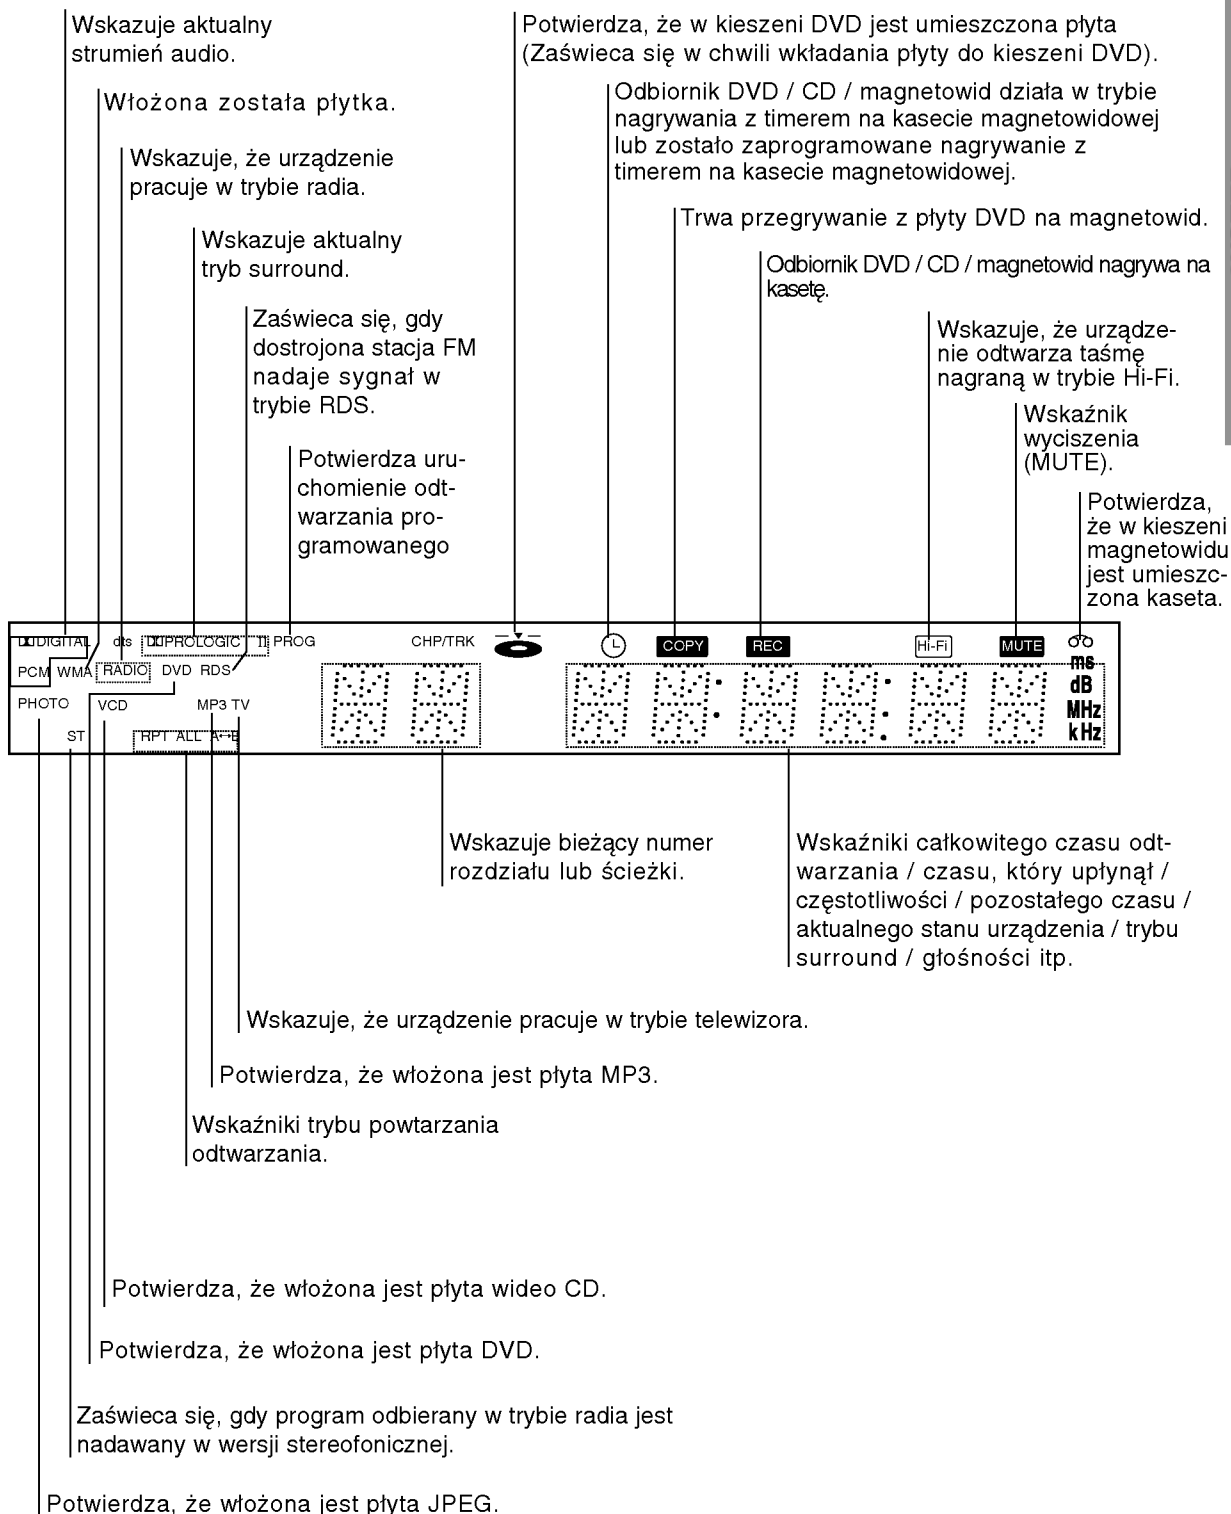 Wskazuje aktualny
strumień audio.
Włożona została płytka.
Wskazuje, że urządzenie
pracuje w trybie radia.
Wskazuje aktualny
tryb surround.
Zaświeca się, gdy
dostrojona stacja FM
nadaje sygnał w
trybie RDS.
Potwierdza uru-
chomienie odt-
warzania pro-
gramowanego
Potwierdza, że w kieszeni DVD jest umieszczona płyta
(Zaświeca się w chwili wkładania płyty do kieszeni DVD).
Odbiornik DVD / CD / magnetowid działa w trybie
nagrywania z timerem na kasecie magnetowidowej
lub zostało zaprogramowane nagrywanie z
timerem na kasecie magnetowidowej.
Trwa przegrywanie z płyty DVD na magnetowid.
Odbiornik DVD / CD / magnetowid nagrywa na
kasetę.
Wskazuje, że urządze-
nie odtwarza taśmę
nagraną w trybie Hi-Fi.
Wskaźnik
wyciszenia
(MUTE).
Potwierdza,
że w kieszeni
magnetowidu
jest umieszc-
zona kaseta.
DIGITAL dts PROLOGIC II PROG CHP/TRK COPY REC Hi-Fi MUTE
PCM WMA RADIO DVD RDS ms
dB
PHOTO VCD MP3 TV MHz
ST RPT ALL A↔B kHz
Wskazuje bieżący numer
rozdziału lub ścieżki.
Wskaźniki całkowitego czasu odt-
warzania / czasu, który upłynął /
częstotliwości / pozostałego czasu /
aktualnego stanu urządzenia / trybu
surround / głośności itp.
Wskazuje, że urządzenie pracuje w trybie telewizora.
Potwierdza, że włożona jest płyta MP3.
Wskaźniki trybu powtarzania
odtwarzania.
Potwierdza, że włożona jest płyta wideo CD.
Potwierdza, że włożona jest płyta DVD.
Zaświeca się, gdy program odbierany w trybie radia jest
nadawany w wersji stereofonicznej.
Potwierdza, że włożona jest płyta JPEG.